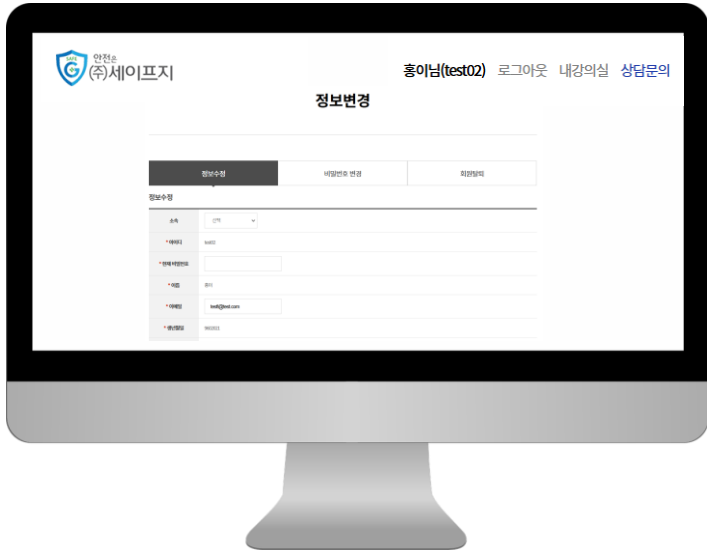 SAFE
안전은
(주)세이프지
홍이님(test02) 로그아웃 내강의실 상담문의
정보변경
정보수정 비밀번호 변경 회원탈퇴
정보수정
소속 선택
* 아이디 test02
* 현재 비밀번호
* 이름 홍이
* 이메일
* 생년월일